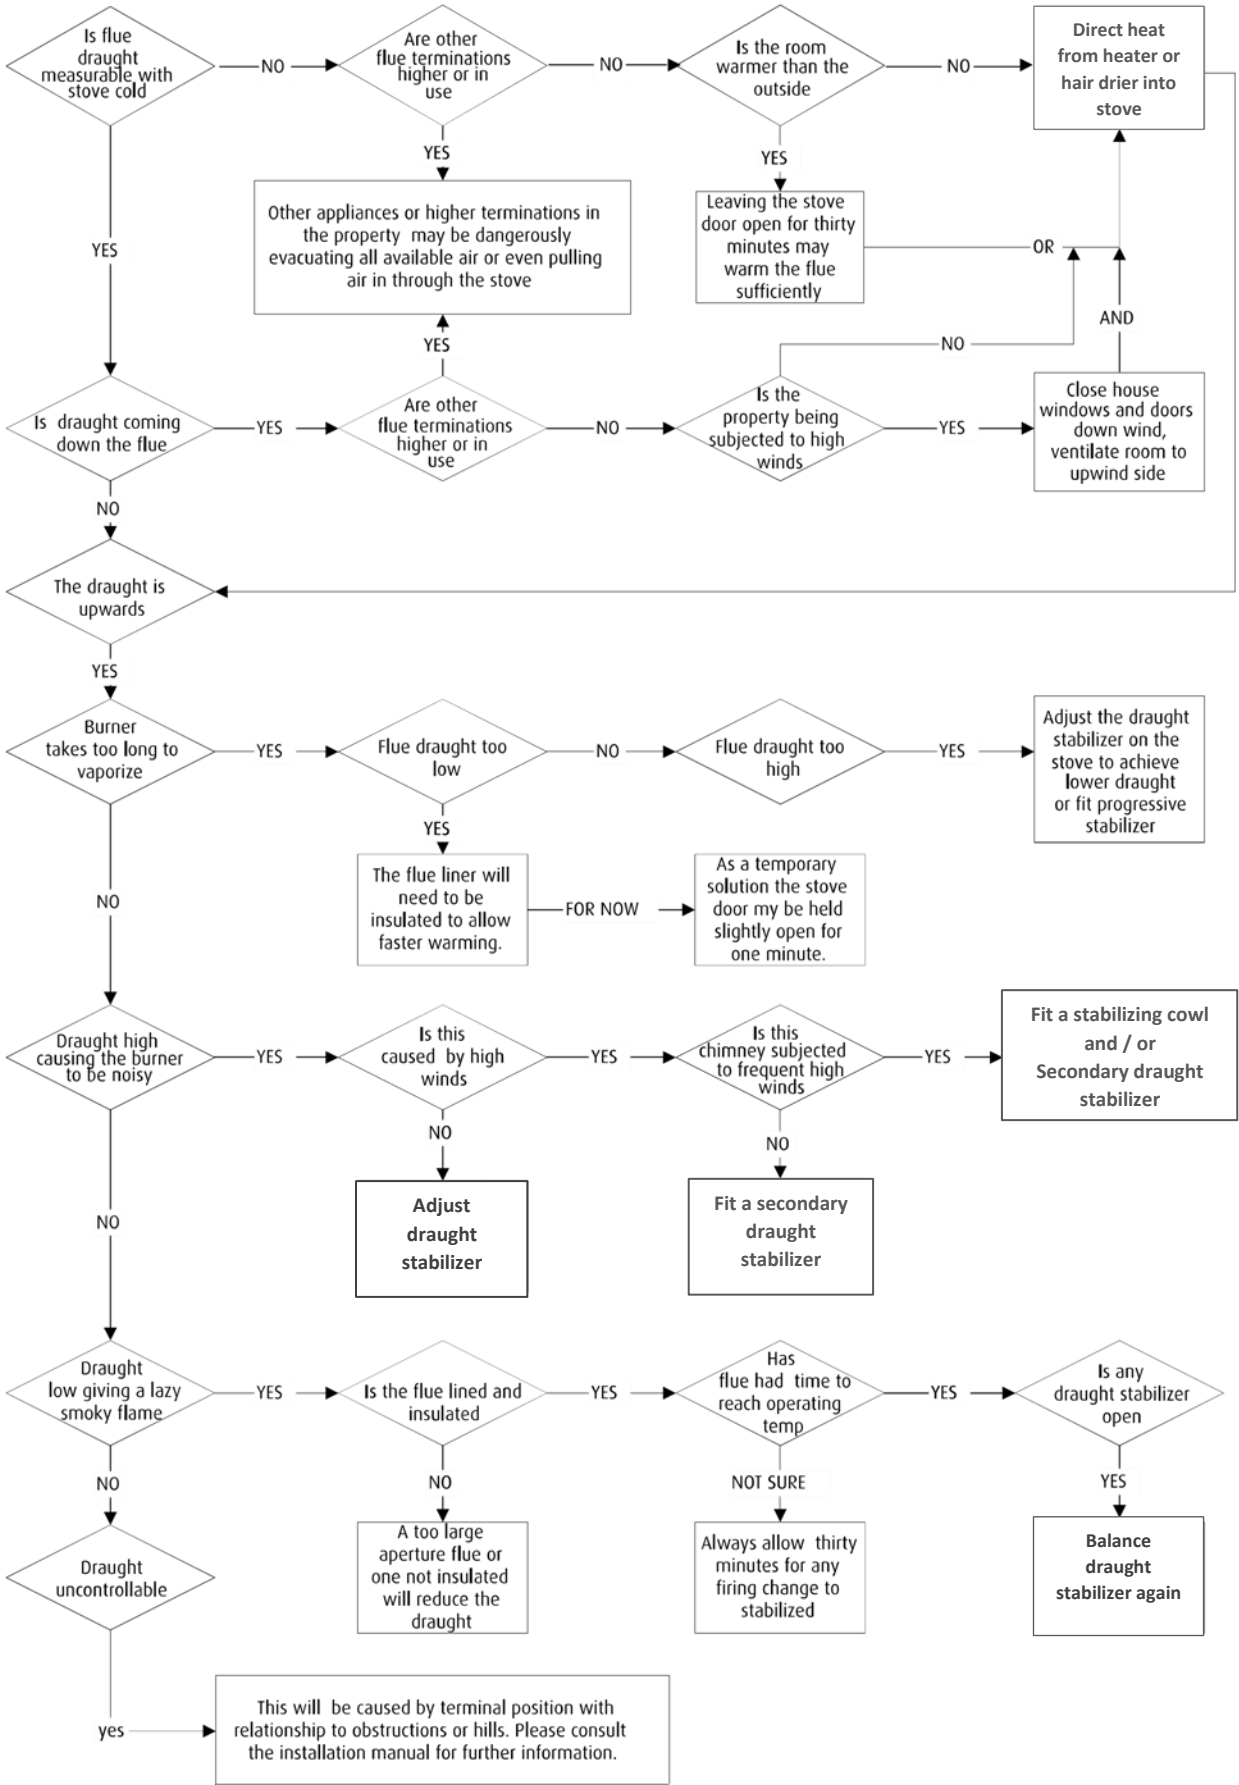 Is flue
draught
measurable with
stove cold
NO
Are other
flue terminations
higher or in
use
NO
Is the room
warmer than the
outside
NO
Direct heat
from heater or
hair drier into
stove
YES
YES
YES
Other appliances or higher terminations in
the property may be dangerously
evacuating all available air or even pulling
air in through the stove
Leaving the stove
door open for thirty
minutes may
warm the flue
sufficiently
OR
AND
YES
NO
Is draught coming
down the flue
YES
Are other
flue terminations
higher or in
use
NO
Is the
property being
subjected to high
winds
YES
Close house
windows and doors
down wind,
ventilate room to
upwind side
NO
The draught is
upwards
YES
Burner
takes too long to
vaporize
YES
Flue draught too
low
NO
Flue draught too
high
YES
Adjust the draught
stabilizer on the
stove to achieve
lower draught
or fit progressive
stabilizer
YES
NO
The flue liner will
need to be
insulated to allow
faster warming.
FOR NOW
As a temporary
solution the stove
door my be held
slightly open for
one minute.
Draught high
causing the burner
to be noisy
YES
Is this
caused by high
winds
YES
Is this
chimney subjected
to frequent high
winds
YES
Fit a stabilizing cowl
and / or
Secondary draught
stabilizer
NO
NO
NO
Adjust
draught
stabilizer
Fit a secondary
draught
stabilizer
Draught
low giving a lazy
smoky flame
YES
Is the flue lined and
insulated
YES
Has
flue had time to
reach operating
temp
YES
Is any
draught stabilizer
open
NO
NO
NOT SURE
YES
Draught
uncontrollable
A too large
aperture flue or
one not insulated
will reduce the
draught
Always allow thirty
minutes for any
firing change to
stabilized
Balance
draught
stabilizer again
yes
This will be caused by terminal position with
relationship to obstructions or hills. Please consult
the installation manual for further information.